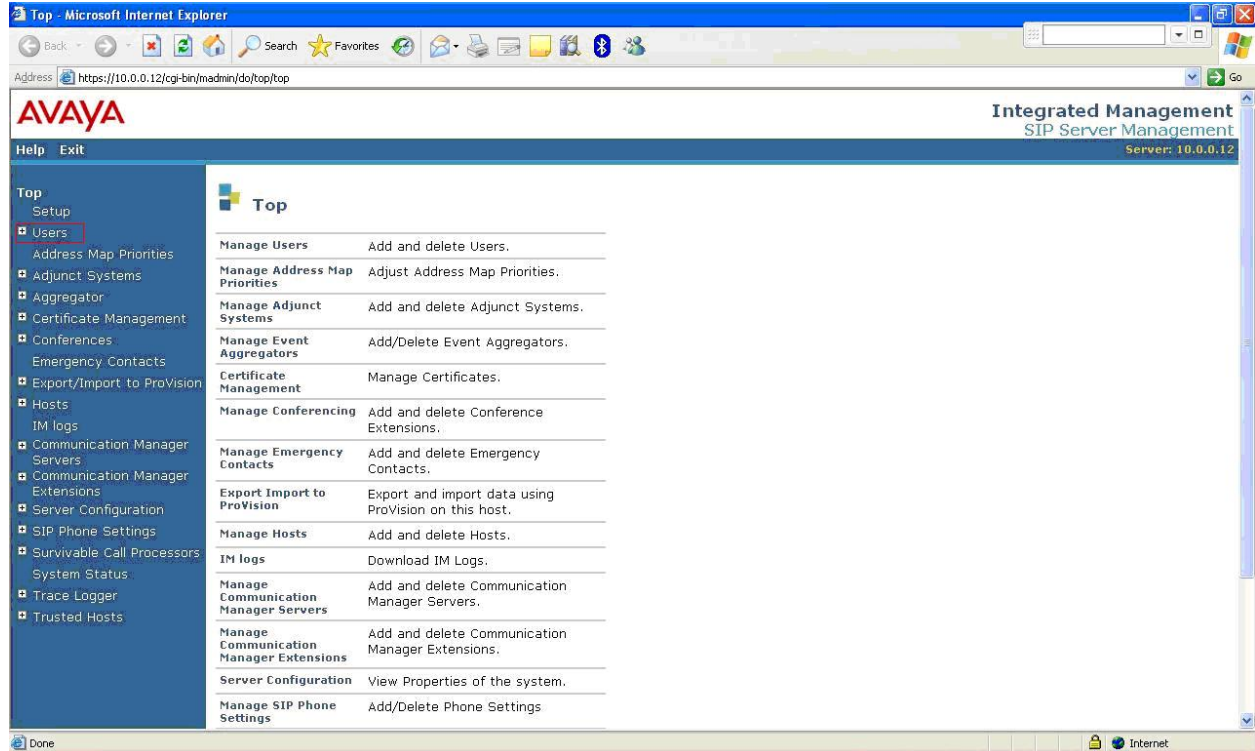 Top - Microsoft Internet Explorer
Back
Search
Favorites
Address
https://10.0.0.12/cgi-bin/madmin/do/top/top
Go
AVAYA
Integrated Management
SIP Server Management
Help Exit
Server: 10.0.0.12
Top
Setup
Users
Address Map Priorities
Adjunct Systems
Aggregator
Certificate Management
Conferences
Emergency Contacts
Export/Import to ProVision
Hosts
IM logs
Communication Manager
Servers
Communication Manager
Extensions
Server Configuration
SIP Phone Settings
Survivable Call Processors
System Status
Trace Logger
Trusted Hosts
Top
Manage Users Add and delete Users.
Manage Address Map Adjust Address Map Priorities.
Priorities
Manage Adjunct Add and delete Adjunct Systems.
Systems
Manage Event Add/Delete Event Aggregators.
Aggregators
Certificate Manage Certificates.
Management
Manage Conferencing Add and delete Conference
Extensions.
Manage Emergency Add and delete Emergency
Contacts Contacts.
Export Import to Export and import data using
ProVision ProVision on this host.
Manage Hosts Add and delete Hosts.
IM logs Download IM Logs.
Manage Add and delete Communication
Communication Manager Servers.
Manager Servers
Manage Add and delete Communication
Communication Manager Extensions.
Manager Extensions
Server Configuration View Properties of the system.
Manage SIP Phone Add/Delete Phone Settings
Settings
Done
Internet